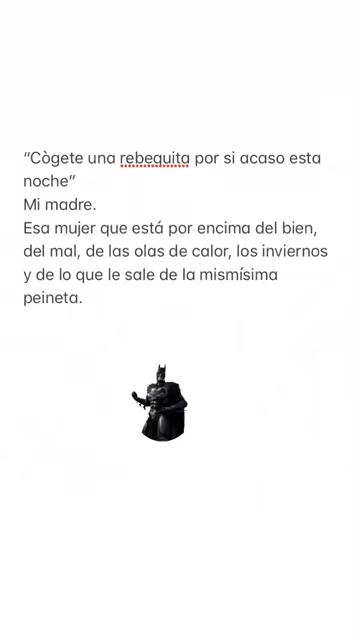 “Cògete una rebequita por si acaso esta
noche”
Mi madre.
Esa mujer que está por encima del bien,
del mal, de las olas de calor, los inviernos
y de lo que le sale de la mismísima
peineta.